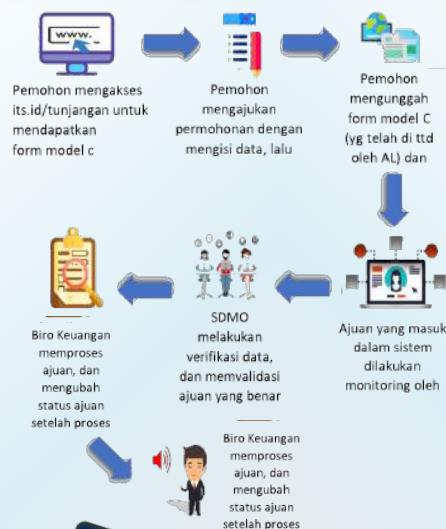 www.
Pemohon mengakses
its.id/tunjangan untuk
mendapatkan
form model c
Pemohon
mengajukan
permohonan dengan
mengisi data, lalu
Pemohon
mengunggah
form model C
(yg telah di ttd
oleh AL) dan
Ajuan yang masuk
dalam sistem
dilakukan
monitoring oleh
SDMO
melakukan
verifikasi data,
dan memvalidasi
ajuan yang benar
Biro Keuangan
memproses
ajuan, dan
mengubah
status ajuan
setelah proses
Biro Keuangan
memproses
ajuan, dan
mengubah
status ajuan
setelah proses